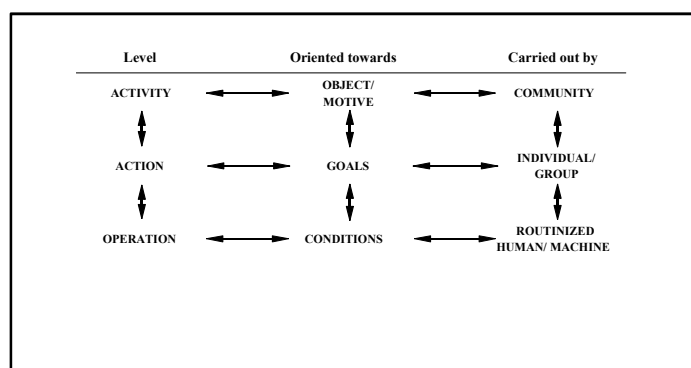 Level Oriented towards Carried out by
ACTIVITY OBJECT/ MOTIVE COMMUNITY
ACTION GOALS INDIVIDUAL/ GROUP
OPERATION CONDITIONS ROUTINIZED HUMAN/ MACHINE